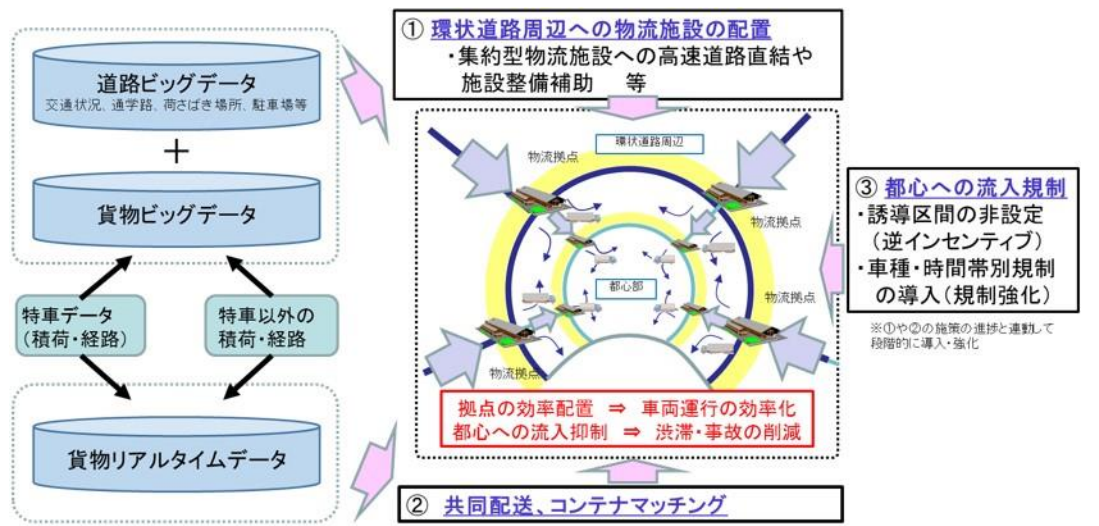 道路ビッグデータ
交通状況、通学路、荷さばき場所、駐車場等
＋
貨物ビッグデータ
特車データ
（積荷・経路）
特車以外の
積荷・経路
貨物リアルタイムデータ
① 環状道路周辺への物流施設の配置
・集約型物流施設への高速道路直結や
施設整備補助　等
環状道路周辺
物流拠点
物流拠点
物流拠点
物流拠点
都心部
拠点の効率配置 ⇒ 車両運行の効率化
都心への流入抑制 ⇒ 渋滞・事故の削減
② 共同配送、コンテナマッチング
③ 都心への流入規制
・誘導区間の非設定
（逆インセンティブ）
・車種・時間帯別規制
の導入（規制強化）
※①や②の施策の進捗と連動して
段階的に導入・強化